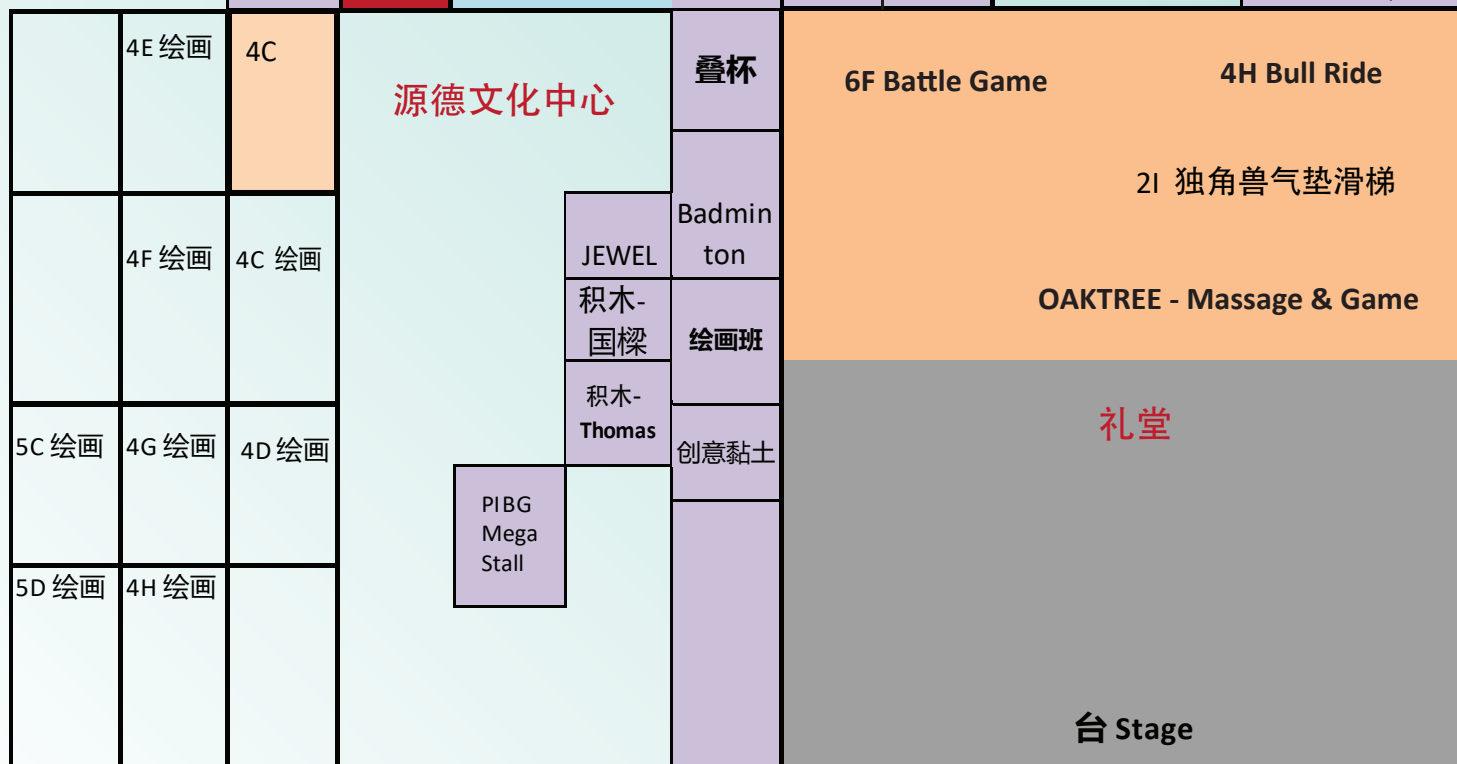 4E 绘画
4C
源德文化中心
叠杯
6F Battle Game
4H Bull Ride
2I 独角兽气垫滑梯
4F 绘画
4C 绘画
JEWEL
Badmin
ton
积木-
国樑
绘画班
OAKTREE - Massage & Game
积木-
Thomas
礼堂
5C 绘画
4G 绘画
4D 绘画
创意黏土
PIBG
Mega
Stall
5D 绘画
4H 绘画
台 Stage